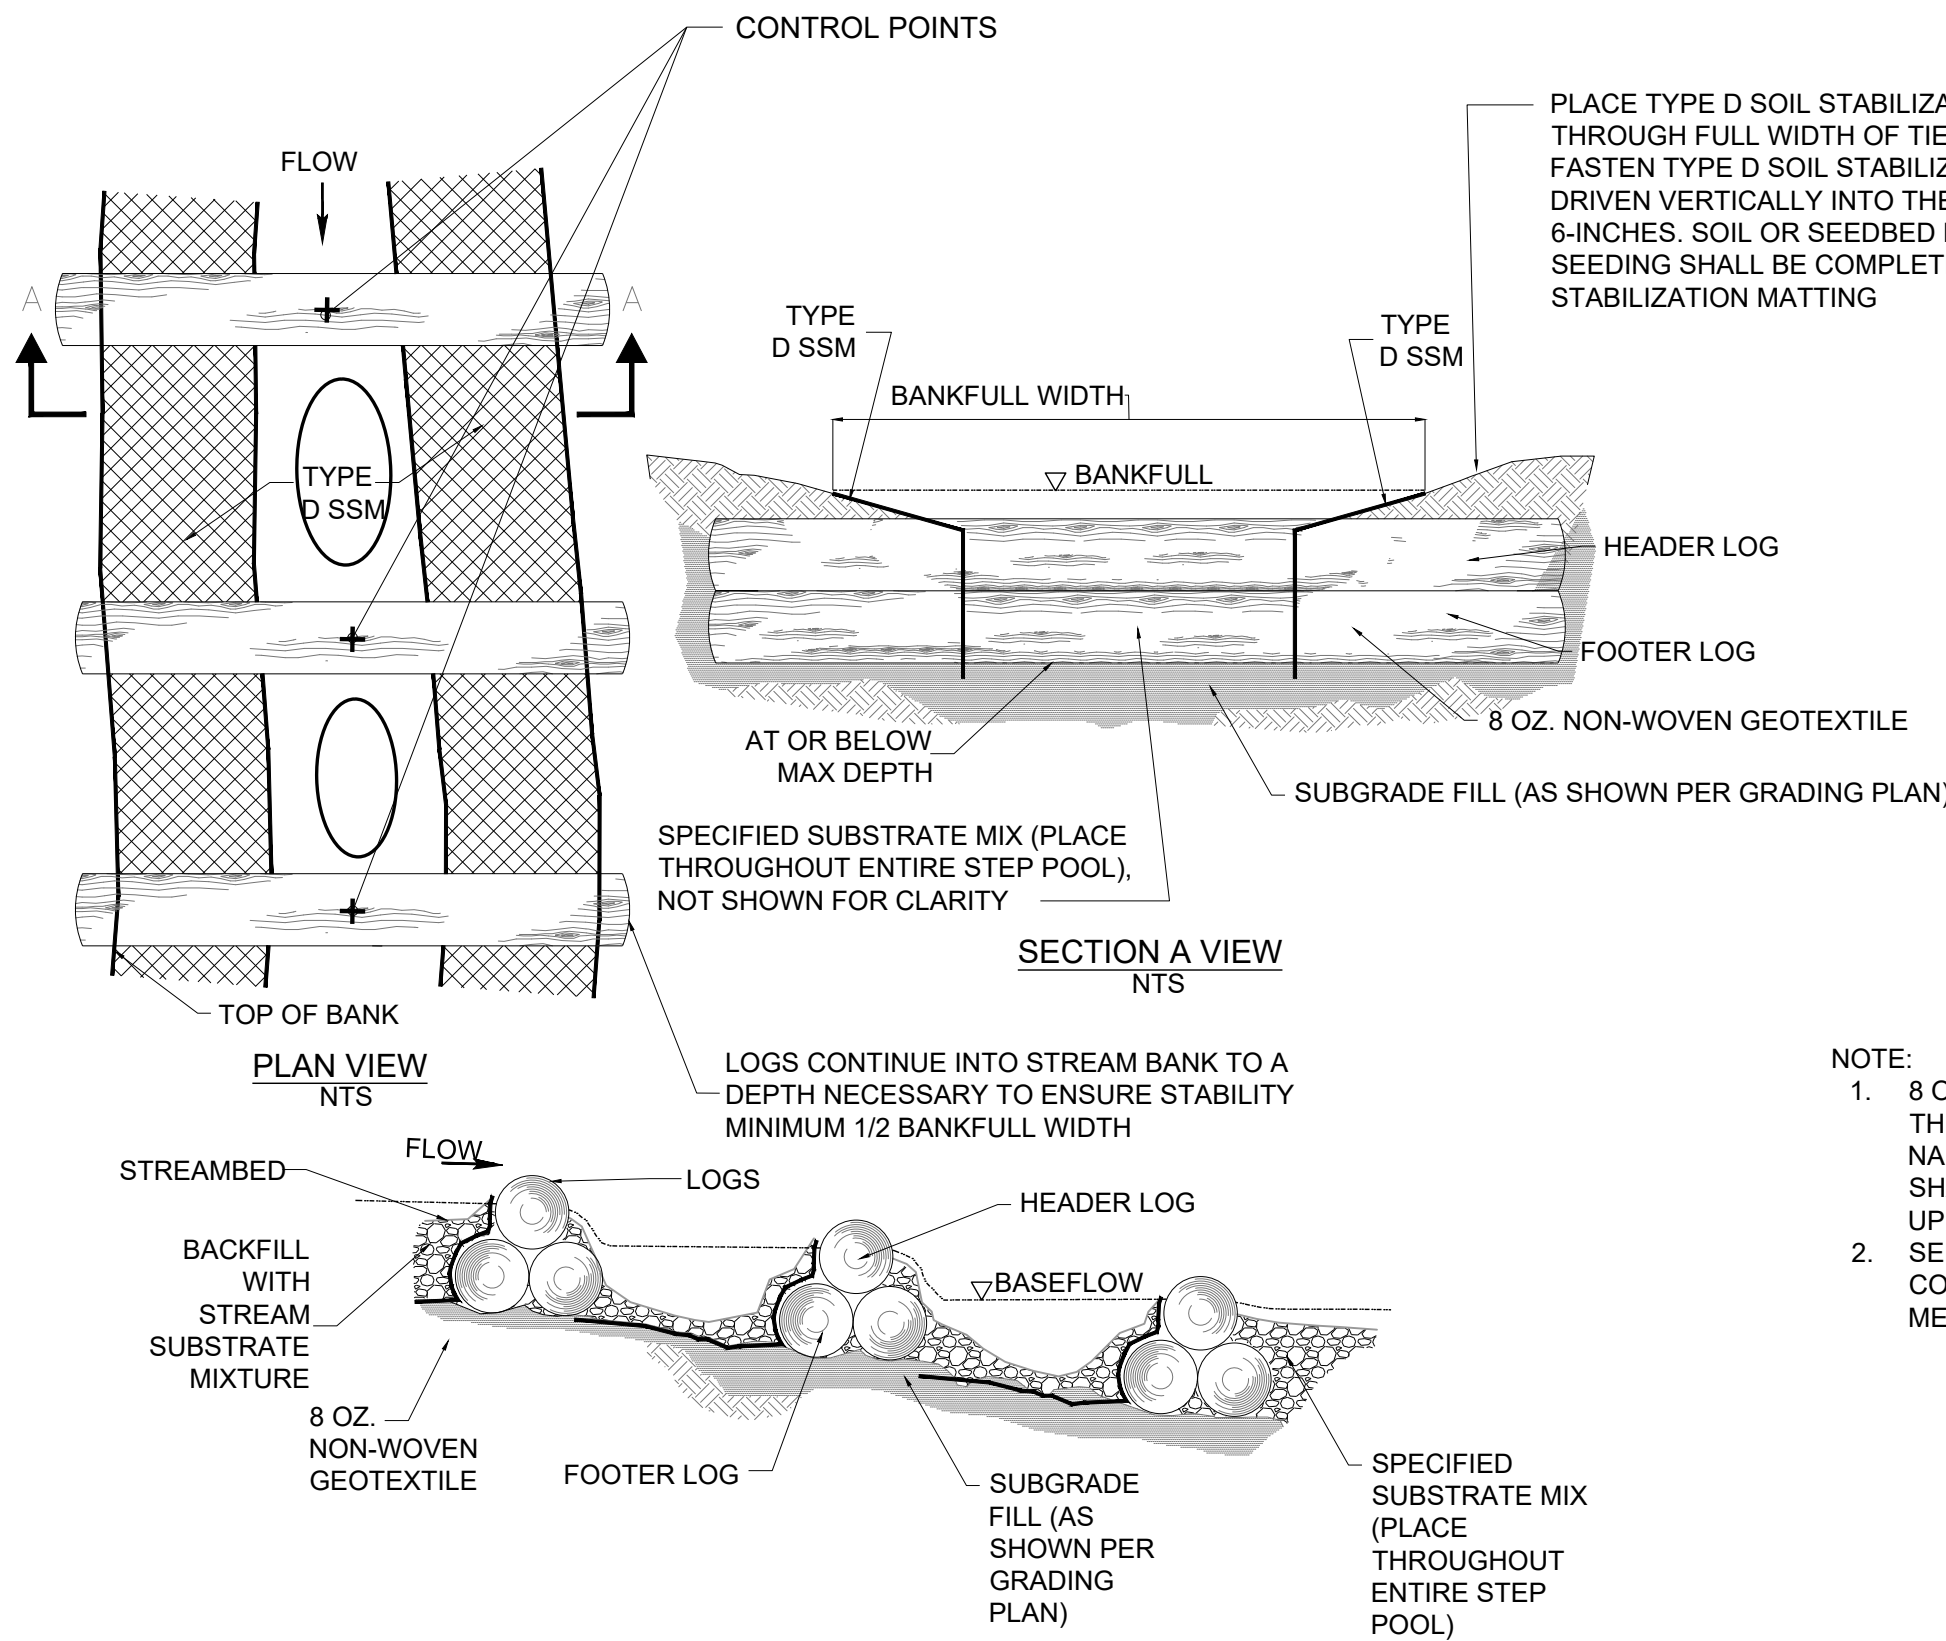 CONTROL POINTS
FLOW
A
A
TYPE
D SSM
TOP OF BANK
PLAN VIEW
NTS
PLACE TYPE D SOIL
THROUGH FULL WIDTH OF
FASTEN TYPE D SOIL
DRIVEN VERTICALLY INTO
6-INCHES. SOIL OR SEEDBED
SEEDING SHALL BE
STABILIZATION MATTING
TYPE
D SSM
TYPE
D SSM
BANKFULL WIDTH
BANKFULL
HEADER LOG
FOOTER LOG
8 OZ. NON-WOVEN GEOTEXTILE
SUBGRADE FILL (AS SHOWN PER GRADING PLAN)
AT OR BELOW
MAX DEPTH
SPECIFIED SUBSTRATE MIX (PLACE
THROUGHOUT ENTIRE STEP POOL),
NOT SHOWN FOR CLARITY
SECTION A VIEW
NTS
LOGS CONTINUE INTO STREAM BANK TO A
DEPTH NECESSARY TO ENSURE STABILITY
MINIMUM 1/2 BANKFULL WIDTH
FLOW
STREAMBED
LOGS
HEADER LOG
BACKFILL
WITH
STREAM
SUBSTRATE
MIXTURE
BASEFLOW
8 OZ.
NON-WOVEN
GEOTEXTILE
FOOTER LOG
SUBGRADE
FILL (AS
SHOWN PER
GRADING
PLAN)
SPECIFIED
SUBSTRATE MIX
(PLACE
THROUGHOUT
ENTIRE STEP
POOL)
NOTE:
1. 8
2.